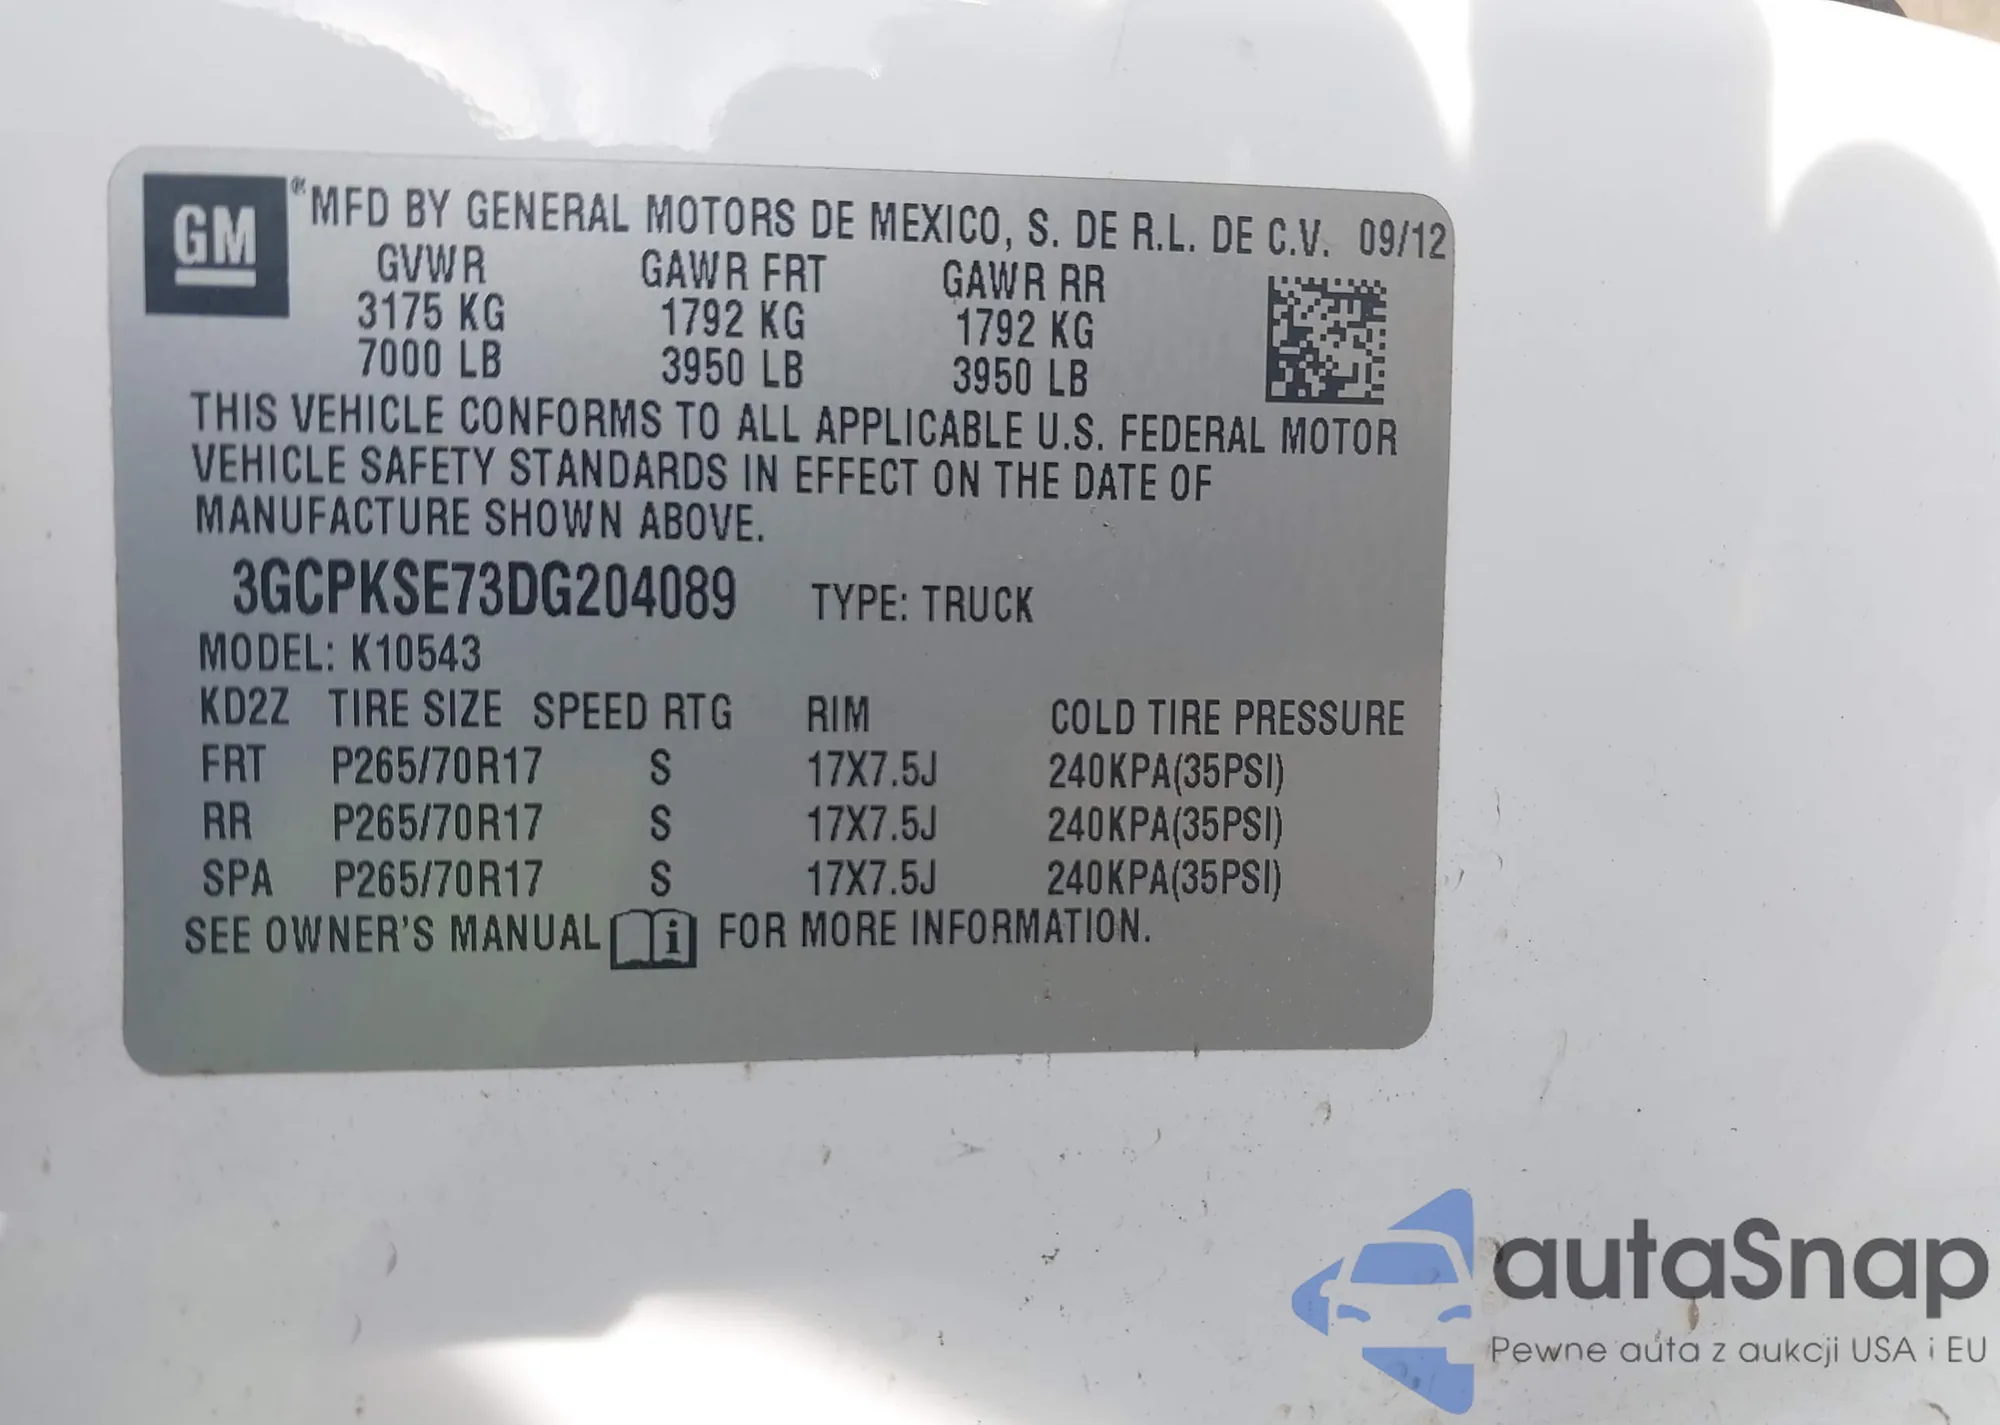 GM ® MFD BY GENERAL MOTORS DE MEXICO, S. DE R.L. DE C.V. 09/12
GVWR GAWR FRT GAWR RR
3175 KG 1792 KG 1792 KG
7000 LB 3950 LB 3950 LB
THIS VEHICLE CONFORMS TO ALL APPLICABLE U.S. FEDERAL MOTOR
VEHICLE SAFETY STANDARDS IN EFFECT ON THE DATE OF
MANUFACTURE SHOWN ABOVE.
3GCPKSE73DG204089 TYPE: TRUCK
MODEL: K10543
KD2Z TIRE SIZE SPEED RTG RIM COLD TIRE PRESSURE
FRT P265/70R17 S 17X7.5J 240KPA(35PSI)
RR P265/70R17 S 17X7.5J 240KPA(35PSI)
SPA P265/70R17 S 17X7.5J 240KPA(35PSI)
SEE OWNER'S MANUAL i FOR MORE INFORMATION.
autaSnap
Pewne auta z aukcji USA i EU